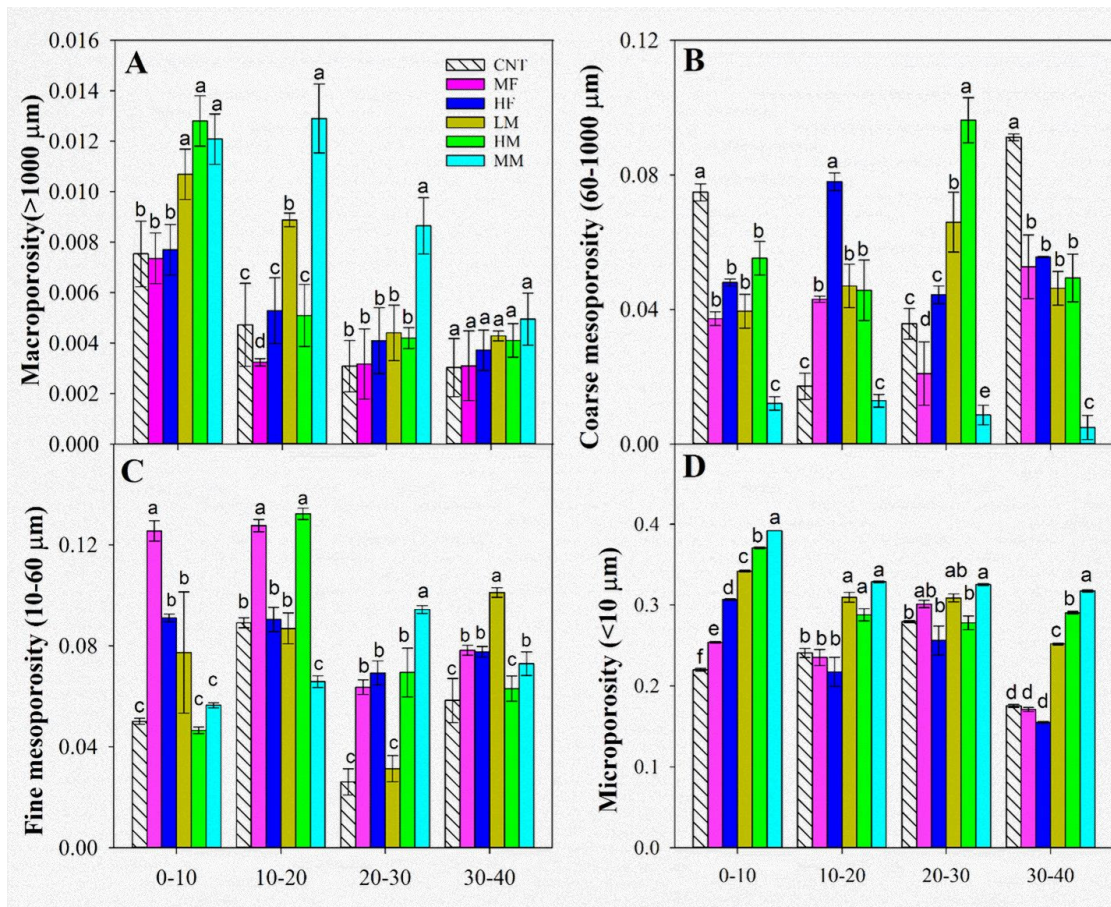 A
Macroporosity(>1000 μm)
0.016
0.014
0.012
0.010
0.008
0.006
0.004
0.002
0.000
CNT
MF
HF
LM
HM
MM
b b b a a a
c d c b c a
b b b b b a
a a a a a a
B
Coarse mesoporosity (60-1000 μm)
0.12
0.08
0.04
0.00
a b b b b c
c b a b b c
c d c b a e
a b b b b c
C
Fine mesoporosity (10-60 μm)
0.12
0.08
0.04
0.00
c a b b c c
b a b b a c
c b b c b a
c b b a c b
0-10 10-20 20-30 30-40
D
Microporosity (<10 μm)
0.4
0.3
0.2
0.1
0.0
f e d c b a
b b b a a a
b ab b ab b a
d d d c b a
0-10 10-20 20-30 30-40